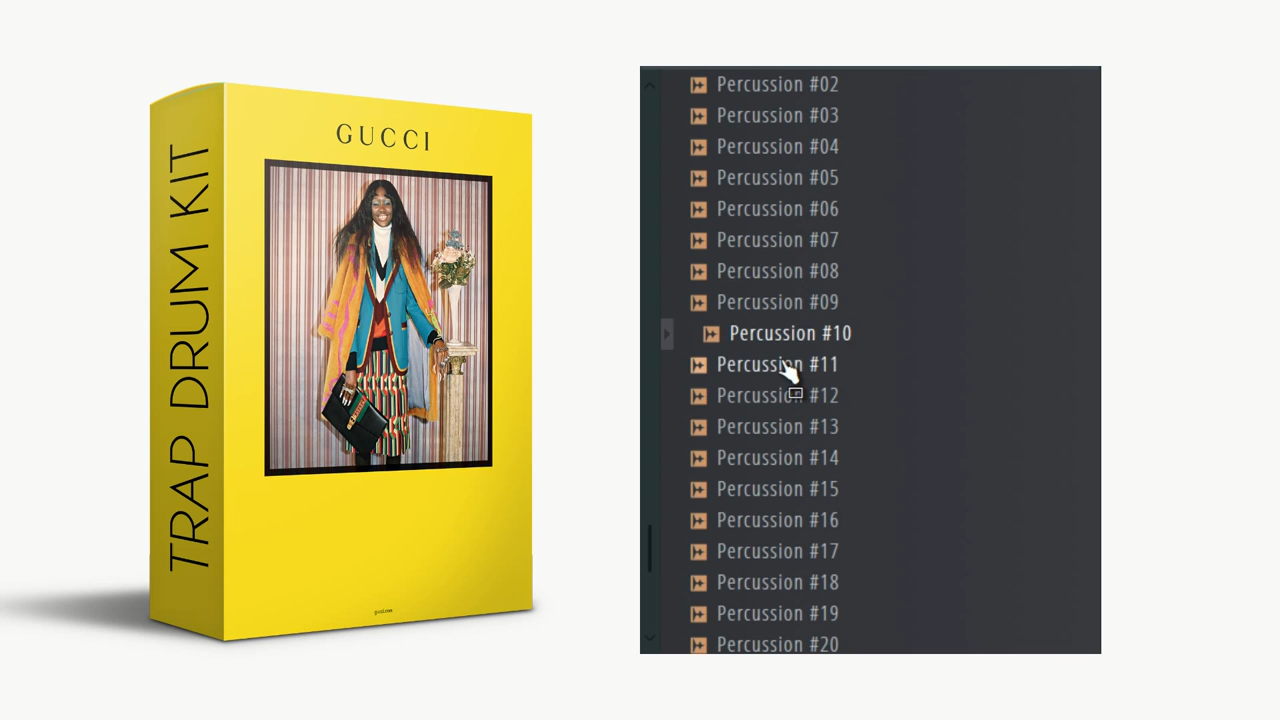 TRAP DRUM KIT
GUCCI
gucci.com
Percussion #02
Percussion #03
Percussion #04
Percussion #05
Percussion #06
Percussion #07
Percussion #08
Percussion #09
Percussion #10
Percussion #11
Percussion #12
Percussion #13
Percussion #14
Percussion #15
Percussion #16
Percussion #17
Percussion #18
Percussion #19
Percussion #20